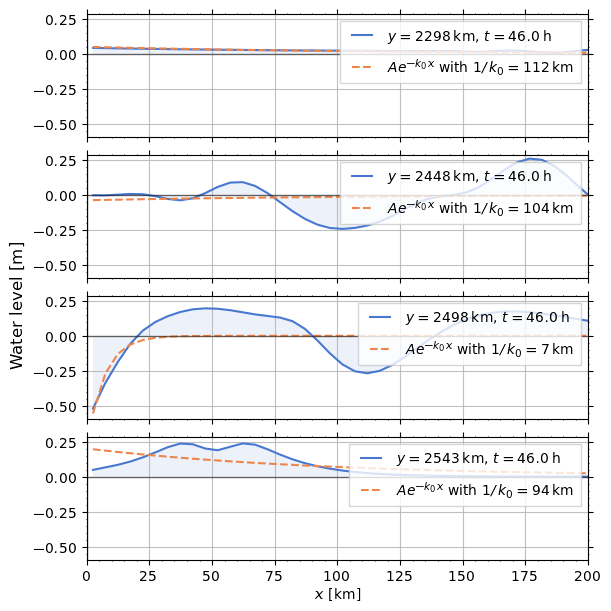 0.25
0.00
−0.25
−0.50
y = 2298 km, t = 46.0 h
Ae^{−k₀x} with 1/k₀ = 112 km
0.25
0.00
−0.25
−0.50
y = 2448 km, t = 46.0 h
Ae^{−k₀x} with 1/k₀ = 104 km
Water level [m]
0.25
0.00
−0.25
−0.50
y = 2498 km, t = 46.0 h
Ae^{−k₀x} with 1/k₀ = 7 km
0.25
0.00
−0.25
−0.50
y = 2543 km, t = 46.0 h
Ae^{−k₀x} with 1/k₀ = 94 km
0 25 50 75 100 125 150 175 200
x [km]